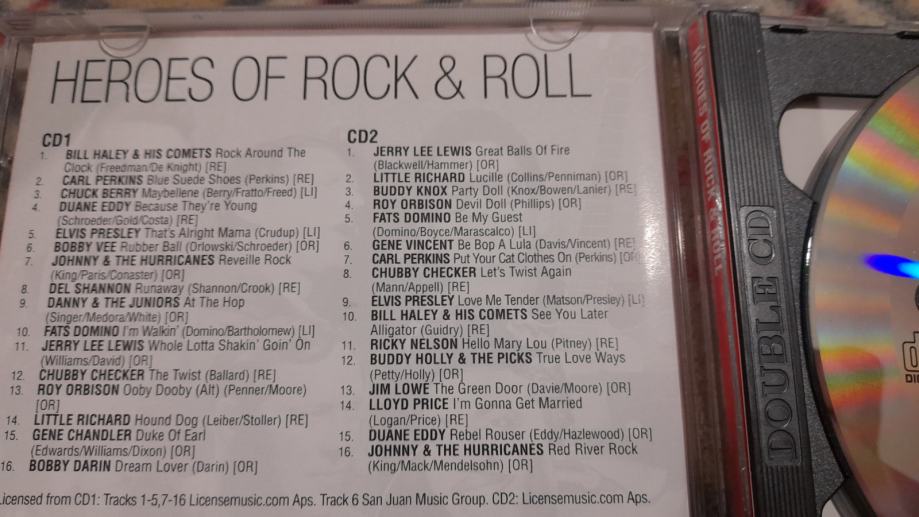 HEROES OF ROCK & ROLL
CD1
1. BILL HALEY & HIS COMETS Rock Around The
Clock (Freedman/De Knight) [RE]
2. CARL PERKINS Blue Suede Shoes (Perkins) [RE]
3. CHUCK BERRY Maybellene (Berry/Fratto/Freed) [LI]
4. DUANE EDDY Because They're Young
(Schroeder/Gold/Costa) [RE]
5. ELVIS PRESLEY That's Alright Mama (Crudup) [LI]
6. BOBBY VEE Rubber Ball (Orlowski/Schroeder) [OR]
7. JOHNNY & THE HURRICANES Reveille Rock
(King/Paris/Conaster) [OR]
8. DEL SHANNON Runaway (Shannon/Crook) [RE]
9. DANNY & THE JUNIORS At The Hop
(Singer/Medora/White) [OR]
10. FATS DOMINO I'm Walkin' (Domino/Bartholomew) [LI]
11. JERRY LEE LEWIS Whole Lotta Shakin' Goin' On
(Williams/David) [OR]
12. CHUBBY CHECKER The Twist (Ballard) [RE]
13. ROY ORBISON Ooby Dooby (Alt) (Penner/Moore)
[OR]
14. LITTLE RICHARD Hound Dog (Leiber/Stoller) [RE]
15. GENE CHANDLER Duke Of Earl
(Edwards/Williams/Dixon) [OR]
16. BOBBY DARIN Dream Lover (Darin) [OR]
CD2
1. JERRY LEE LEWIS Great Balls Of Fire
(Blackwell/Hammer) [OR]
2. LITTLE RICHARD Lucille (Collins/Penniman) [OR]
3. BUDDY KNOX Party Doll (Knox/Bowen/Lanier) [RE]
4. ROY ORBISON Devil Doll (Phillips) [OR]
5. FATS DOMINO Be My Guest
(Domino/Boyce/Marascalco) [LI]
6. GENE VINCENT Be Bop A Lula (Davis/Vincent) [RE]
7. CARL PERKINS Put Your Cat Clothes On (Perkins) [OR]
8. CHUBBY CHECKER Let's Twist Again
(Mann/Appell) [RE]
9. ELVIS PRESLEY Love Me Tender (Matson/Presley) [LI]
10. BILL HALEY & HIS COMETS See You Later
Alligator (Guidry) [RE]
11. RICKY NELSON Hello Mary Lou (Pitney) [RE]
12. BUDDY HOLLY & THE PICKS True Love Ways
(Petty/Holly) [OR]
13. JIM LOWE The Green Door (Davie/Moore) [OR]
14. LLOYD PRICE I'm Gonna Get Married
(Logan/Price) [RE]
15. DUANE EDDY Rebel Rouser (Eddy/Hazlewood) [OR]
16. JOHNNY & THE HURRICANES Red River Rock
(King/Mack/Mendelsohn) [OR]
Licensed from CD1: Tracks 1-5,7-16 Licensemusic.com Aps. Track 6 San Juan Music Group. CD2: Licensemusic.com Aps.
HEROES OF ROCK & ROLL
DOUBLE CD